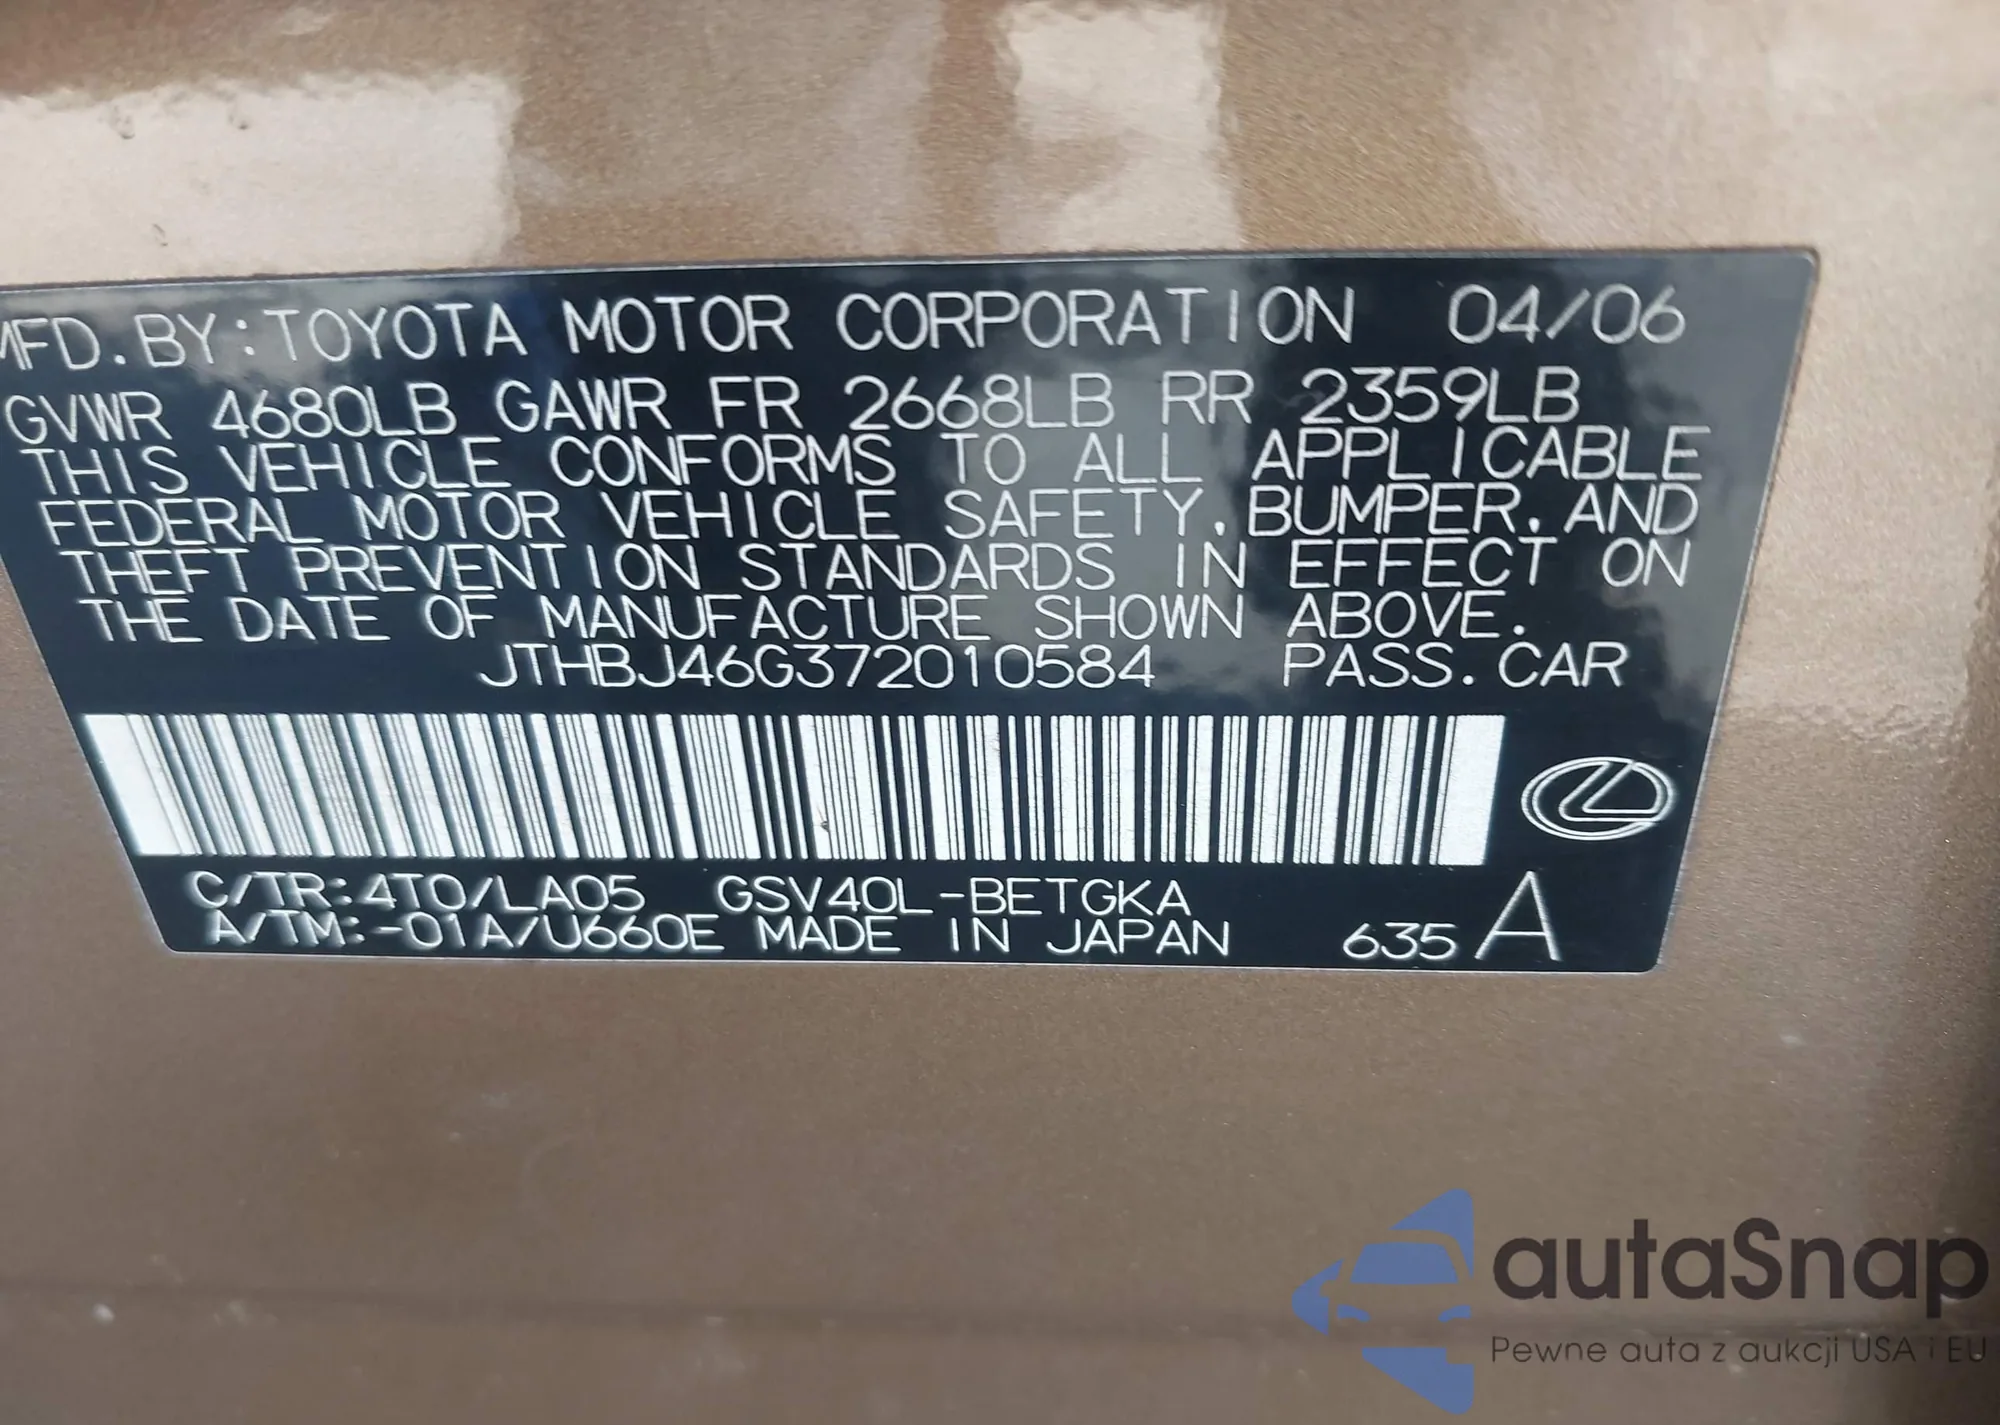 MFD. BY: TOYOTA MOTOR CORPORATION 04/06
GVWR 4680LB GAWR FR 2668LB RR 2359LB
THIS VEHICLE CONFORMS TO ALL APPLICABLE
FEDERAL MOTOR VEHICLE SAFETY, BUMPER, AND
THEFT PREVENTION STANDARDS IN EFFECT ON
THE DATE OF MANUFACTURE SHOWN ABOVE.
JTHBJ46G372010584 PASS. CAR
C/TR:4T0/LA05 GSV40L-BETGKA
A/TM:-01A/U660E MADE IN JAPAN 635 A
autaSnap
Pewne auta z aukcji USA i EU